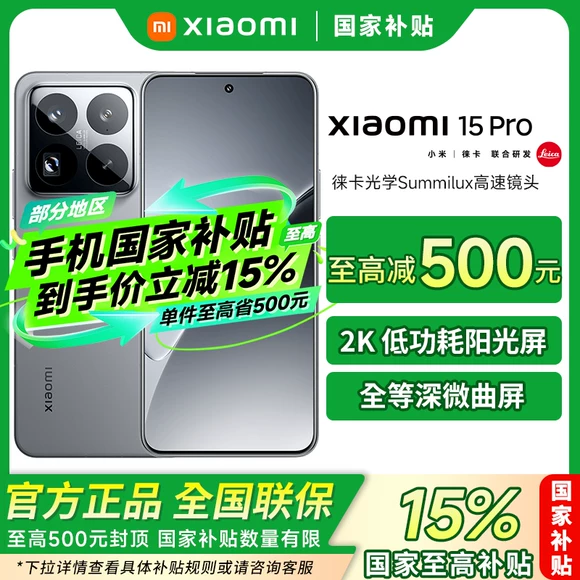 xiaomi 国家补贴
LEICA
xiaomi 15 Pro
小米 | 徕卡 联合研发 Leica
徕卡光学Summilux高速镜头
部分地区
手机国家补贴 至高
到手价立减15%
单件至高省500元
至高减500元
2K 低功耗阳光屏
全等深微曲屏
xiaomi
官方正品 全国联保
至高500元封顶 国家补贴数量有限
*下拉详情查看具体补贴规则或请咨询客服
15%
国家至高补贴
国家补贴